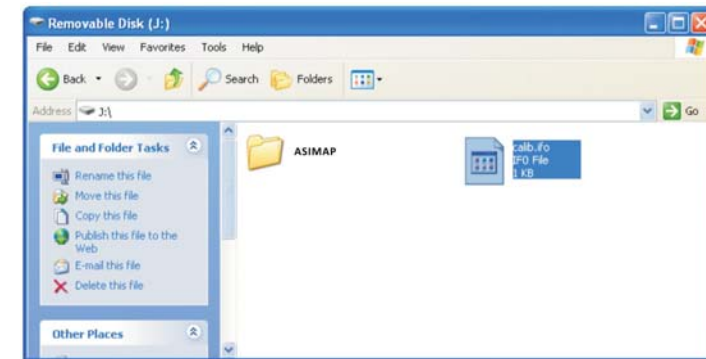 Removable Disk (J:)
File Edit View Favorites Tools Help
Back Search Folders
Address J:\ Go
File and Folder Tasks
Rename this file
Move this file
Copy this file
Publish this file to the
Web
E-mail this file
Delete this file
Other Places
ASIMAP
calib.ifo
IFO File
1 KB